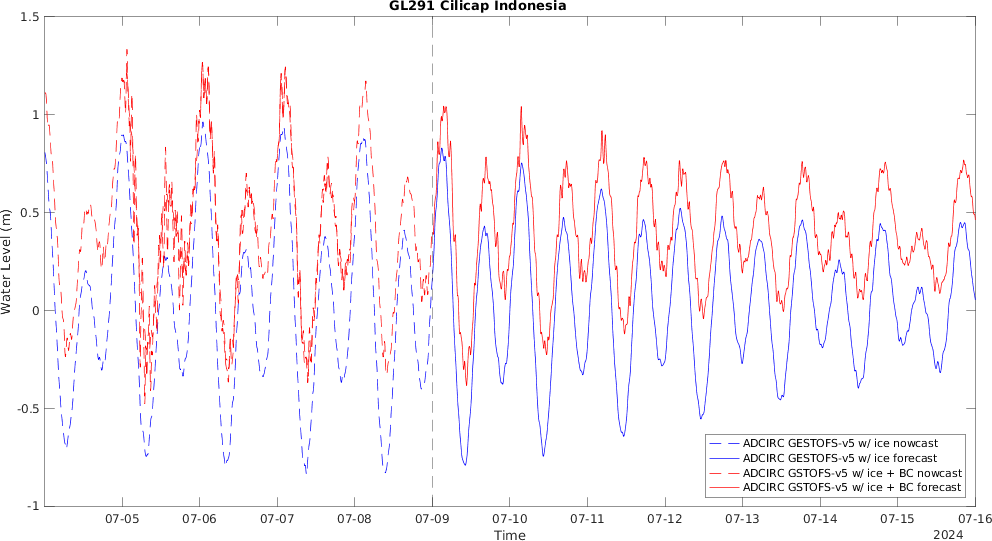 GL291 Cilicap Indonesia
1.5
1
0.5
0
-0.5
-1
Water Level (m)
07-05 07-06 07-07 07-08 07-09 07-10 07-11 07-12 07-13 07-14 07-15 07-16
Time
2024
ADCIRC GESTOFS-v5 w/ ice nowcast
ADCIRC GESTOFS-v5 w/ ice forecast
ADCIRC GSTOFS-v5 w/ ice + BC nowcast
ADCIRC GSTOFS-v5 w/ ice + BC forecast